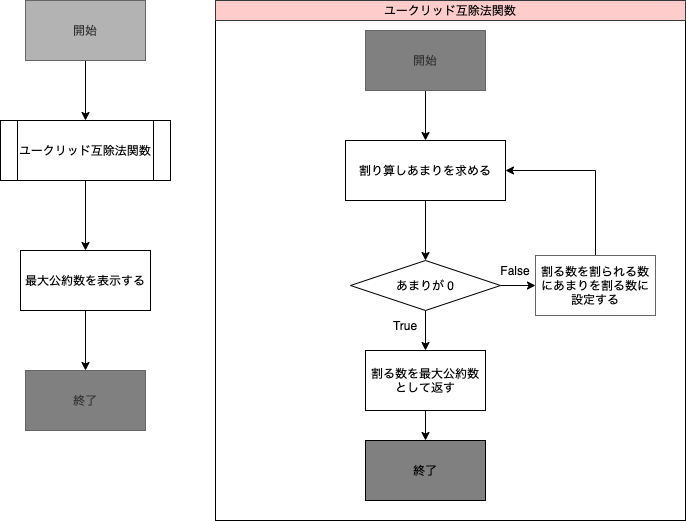 開始
ユークリッド互除法関数
最大公約数を表示する
終了
ユークリッド互除法関数
開始
割り算しあまりを求める
あまりが 0
False
割る数を割られる数
にあまりを割る数に
設定する
True
割る数を最大公約数
として返す
終了